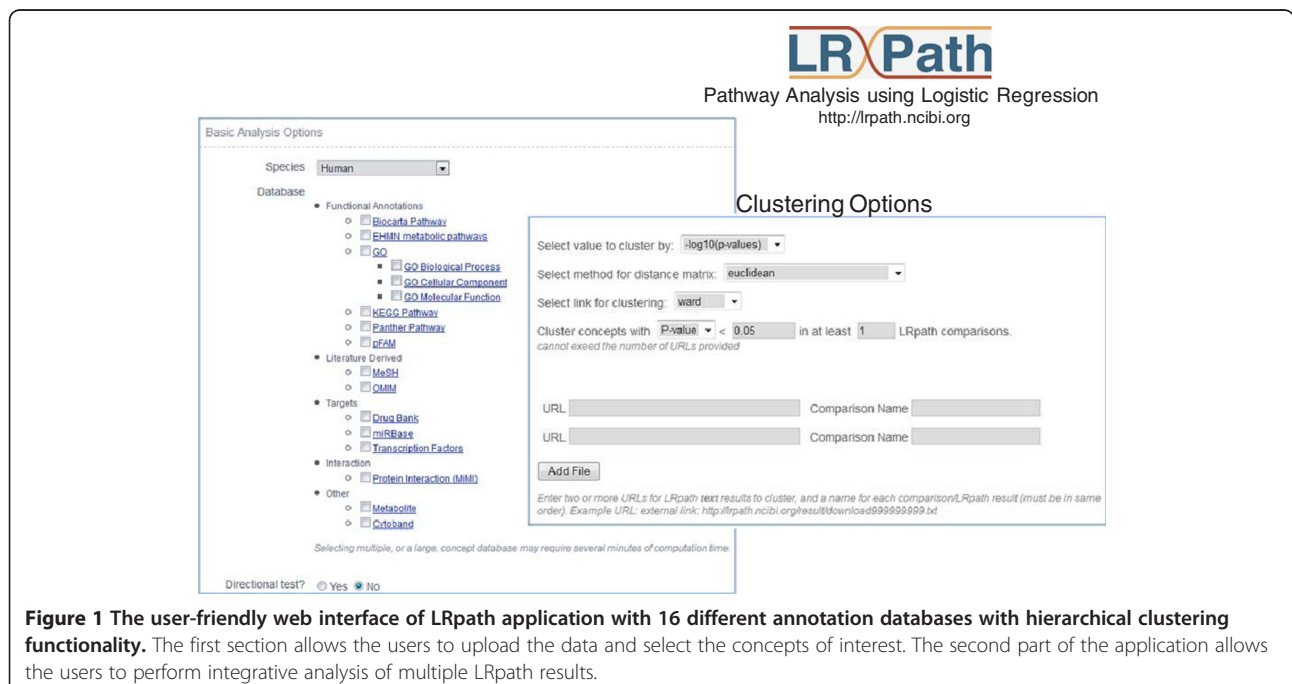 LR Path
Pathway Analysis using Logistic Regression
http://lrpath.ncibi.org
Basic Analysis Options
Species Human
Database
Functional Annotations
Biocarta Pathway
EHMN metabolic pathways
GO
GO Biological Process
GO Cellular Component
GO Molecular Function
KEGG Pathway
Panther Pathway
pFAM
Literature Derived
MeSH
OMIM
Targets
Drug Bank
miRBase
Transcription Factors
Interaction
Protein Interaction (MiMI)
Other
Metabolite
Cytoband
Selecting multiple, or a large, concept database may require several minutes of computation time.
Directional test? Yes No
Clustering Options
Select value to cluster by: -log10(p-values)
Select method for distance matrix: euclidean
Select link for clustering: ward
Cluster concepts with P-value < 0.05 in at least 1 LRpath comparisons.
cannot exeed the number of URLs provided
URL Comparison Name
URL Comparison Name
Add File
Enter two or more URLs for LRpath text results to cluster, and a name for each comparison/LRpath result (must be in same
order). Example URL: external link: http://lrpath.ncibi.org/result/download999999999.txt
Figure 1 The user-friendly web interface of LRpath application with 16 different annotation databases with hierarchical clustering
functionality. The first section allows the users to upload the data and select the concepts of interest. The second part of the application allows
the users to perform integrative analysis of multiple LRpath results.